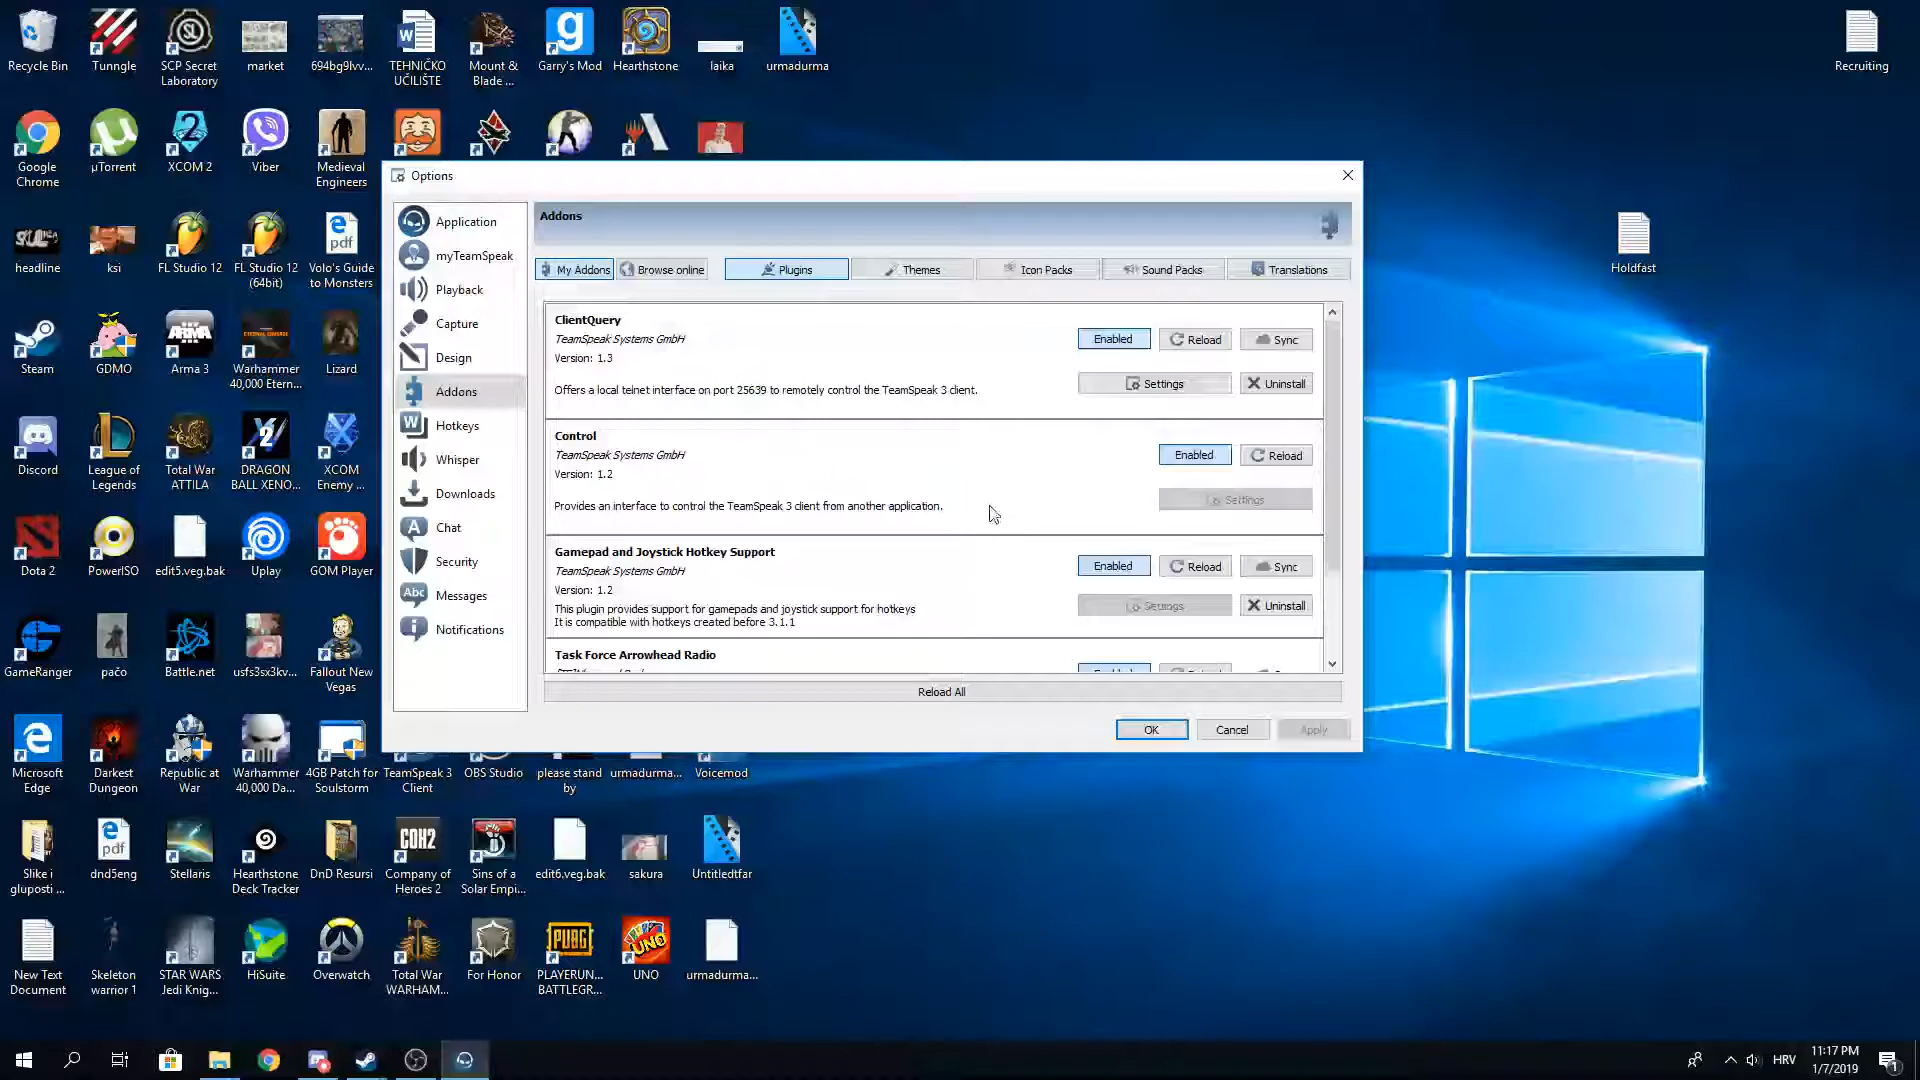 Recycle Bin
Tunngle
SCP Secret
Laboratory
market
694bg9lvv...
TEHNIČKO
UČILIŠTE
Mount &
Blade ...
Garry's Mod
Hearthstone
laika
urmadurma
Recruiting
Google
Chrome
µTorrent
XCOM 2
Viber
Medieval
Engineers
headline
ksi
FL Studio 12
FL Studio 12
(64bit)
Volo's Guide
to Monsters
Holdfast
Steam
GDMO
Arma 3
Warhammer
40,000 Etern...
Lizard
Discord
League of
Legends
Total War
ATTILA
DRAGON
BALL XENO...
XCOM
Enemy ...
Dota 2
PowerISO
edit5.veg.bak
Uplay
GOM Player
GameRanger
pačo
Battle.net
usfs3sx3kv...
Fallout New
Vegas
Microsoft
Edge
Darkest
Dungeon
Republic at
War
Warhammer
40,000 Da...
4GB Patch for
Soulstorm
TeamSpeak 3
Client
OBS Studio
please stand
by
urmadurma...
Voicemod
Slike i
gluposti ...
dnd5eng
Stellaris
Hearthstone
Deck Tracker
DnD Resursi
Company of
Heroes 2
Sins of a
Solar Empi...
edit6.veg.bak
sakura
Untitledtfar
New Text
Document
Skeleton
warrior 1
STAR WARS
Jedi Knig...
HiSuite
Overwatch
Total War
WARHAM...
For Honor
PLAYERUN...
BATTLEGR...
UNO
urmadurma...
Options
Application
myTeamSpeak
Playback
Capture
Design
Addons
Hotkeys
Whisper
Downloads
Chat
Security
Messages
Notifications
Addons
My Addons
Browse online
Plugins
Themes
Icon Packs
Sound Packs
Translations
ClientQuery
TeamSpeak Systems GmbH
Version: 1.3
Offers a local telnet interface on port 25639 to remotely control the TeamSpeak 3 client.
Enabled
Reload
Sync
Settings
Uninstall
Control
TeamSpeak Systems GmbH
Version: 1.2
Provides an interface to control the TeamSpeak 3 client from another application.
Enabled
Reload
Settings
Gamepad and Joystick Hotkey Support
TeamSpeak Systems GmbH
Version: 1.2
This plugin provides support for gamepads and joystick support for hotkeys
It is compatible with hotkeys created before 3.1.1
Enabled
Reload
Sync
Settings
Uninstall
Task Force Arrowhead Radio
Reload All
OK
Cancel
Apply
HRV
11:17 PM
1/7/2019
1